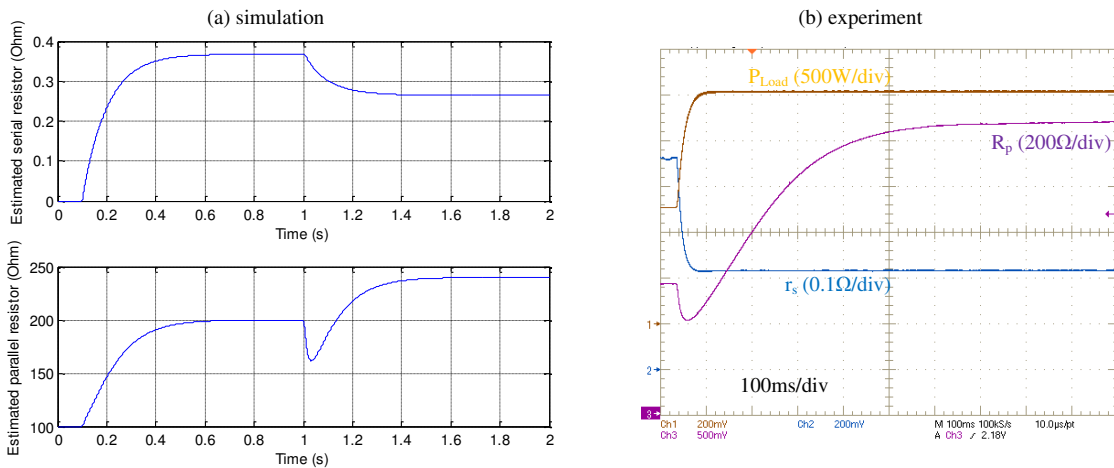 (a) simulation
(b) experiment
Estimated serial resistor (Ohm)
0.4
0.3
0.2
0.1
0
0 0.2 0.4 0.6 0.8 1 1.2 1.4 1.6 1.8 2
Time (s)
Estimated parallel resistor (Ohm)
250
200
150
100
0 0.2 0.4 0.6 0.8 1 1.2 1.4 1.6 1.8 2
Time (s)
P_Load (500W/div)
R_p (200Ω/div)
r_s (0.1Ω/div)
1
2
3
100ms/div
Ch1 200mV Ch2 200mV M 100ms 100kS/s 10.0µs/pt
Ch3 500mV A Ch3 / 2.18V